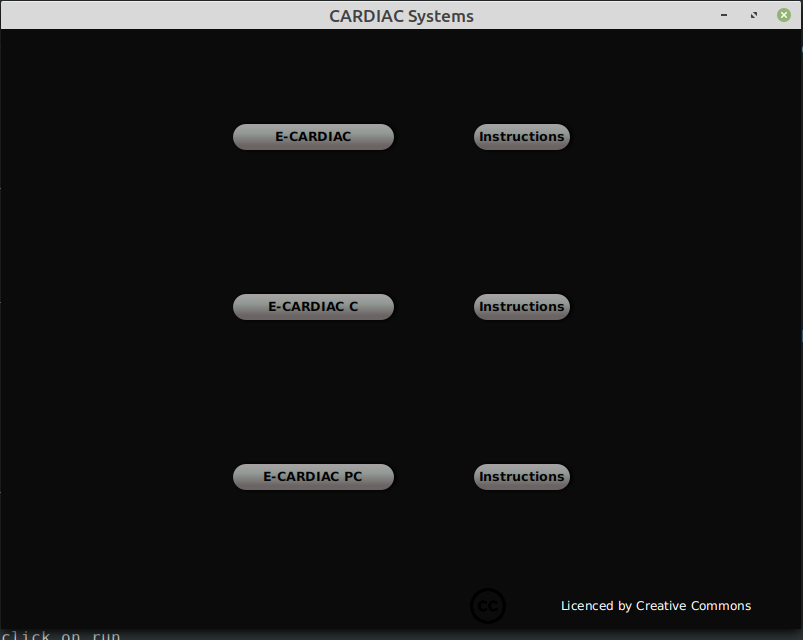 CARDIAC Systems
E-CARDIAC Instructions
E-CARDIAC C Instructions
E-CARDIAC PC Instructions
CC Licenced by Creative Commons
click on run